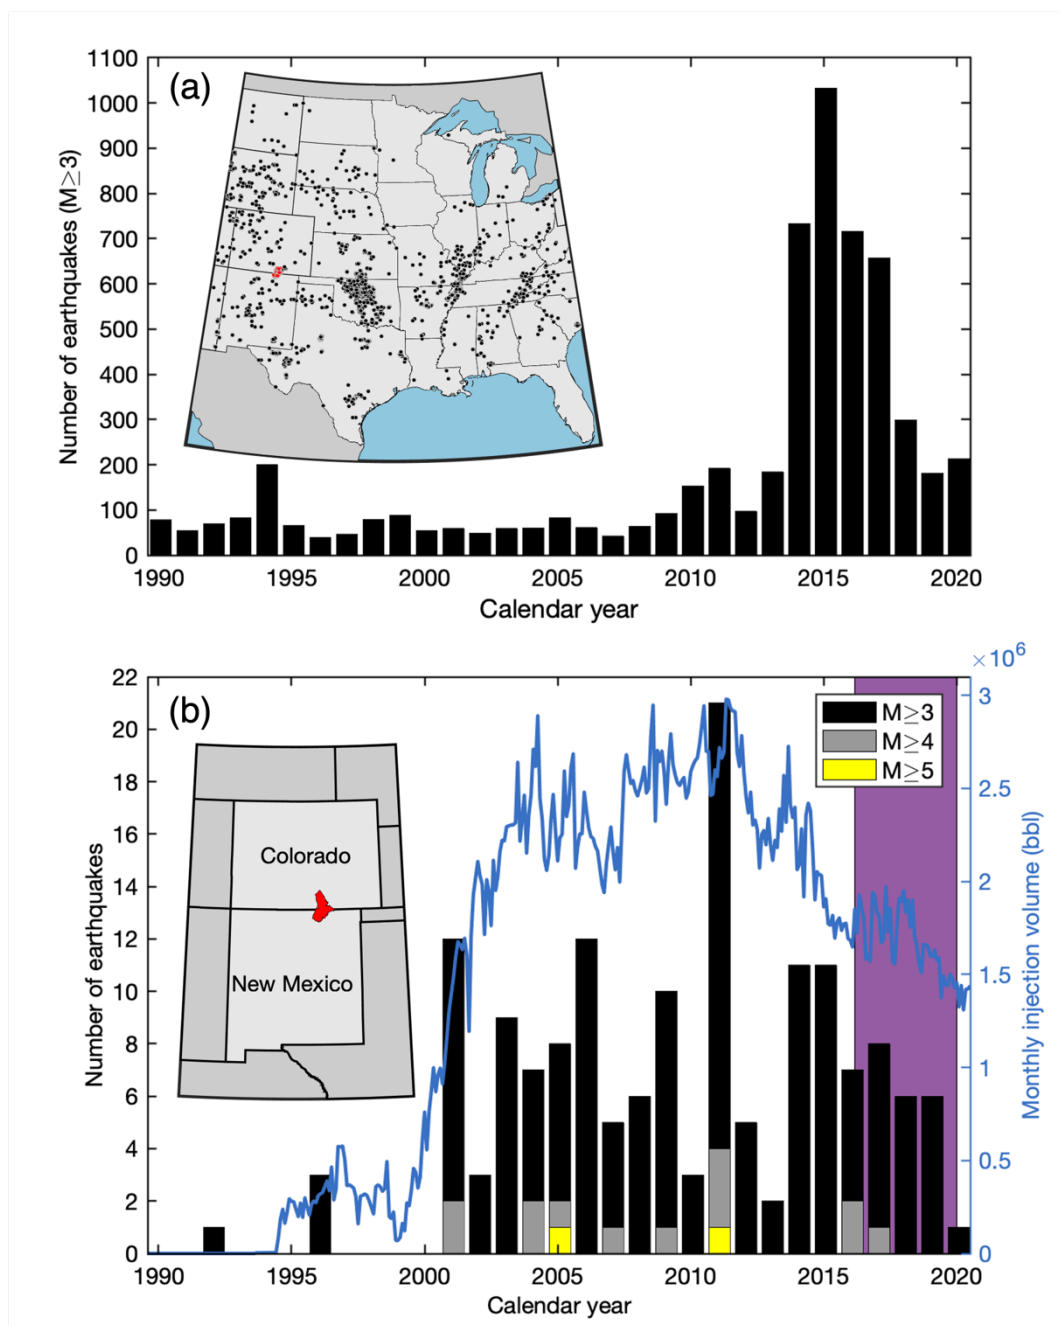 (a)
1100
1000
900
800
700
600
500
400
300
200
100
0
Number of earthquakes (M≥3)
1990 1995 2000 2005 2010 2015 2020
Calendar year
(b)
×10⁶
22
20
18
16
14
12
10
8
6
4
2
0
Number of earthquakes
Colorado
New Mexico
M≥3
M≥4
M≥5
3
2.5
2
1.5
1
0.5
0
Monthly injection volume (bbl)
1990 1995 2000 2005 2010 2015 2020
Calendar year